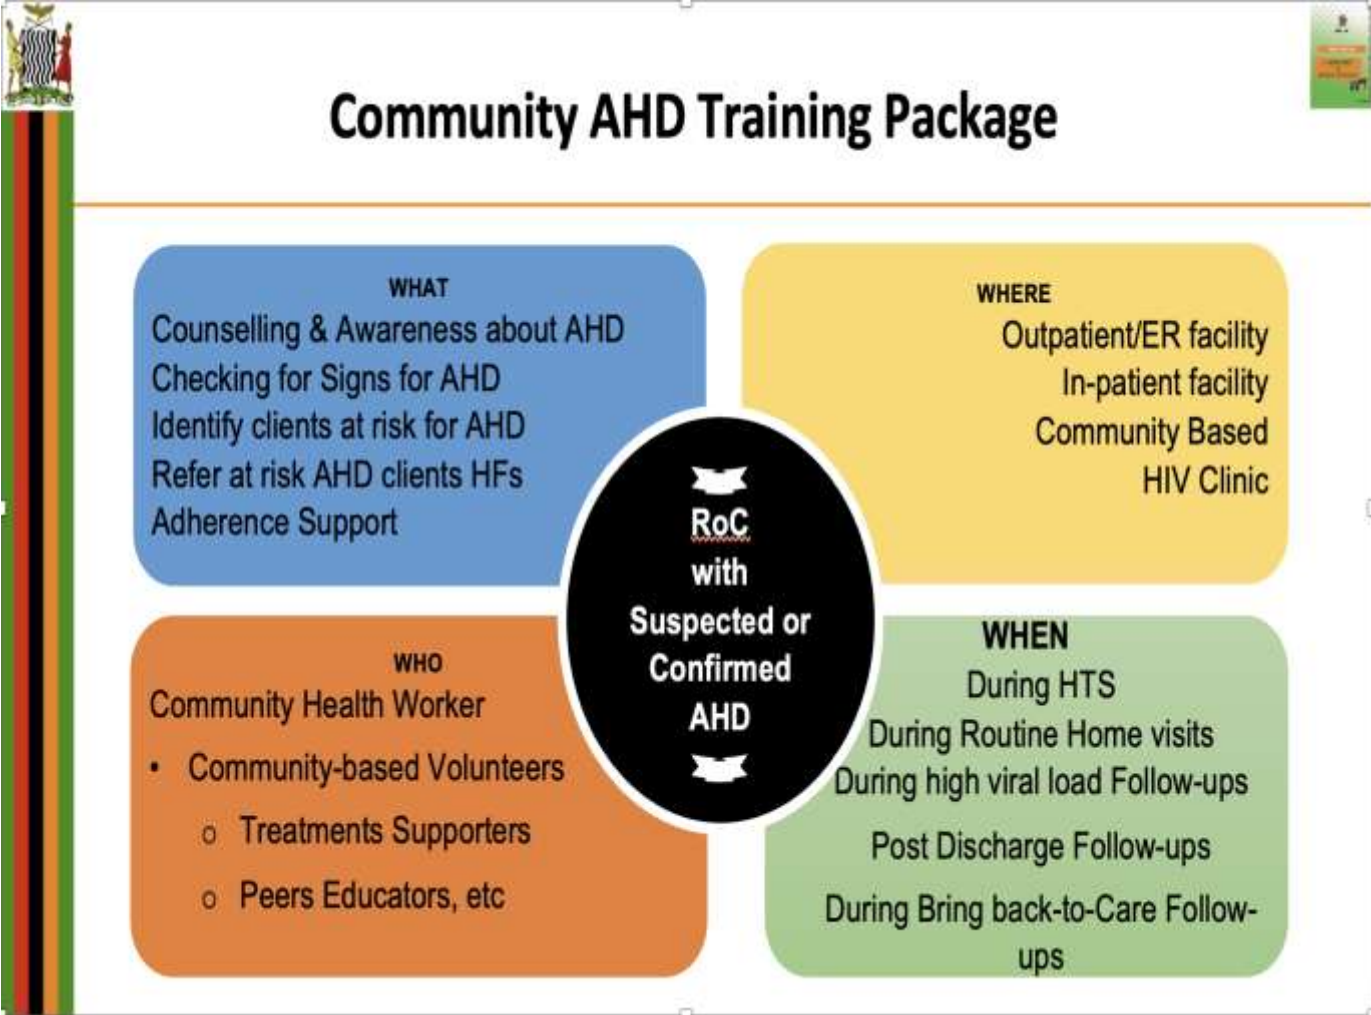 Community AHD Training Package
WHAT
Counselling & Awareness about AHD
Checking for Signs for AHD
Identify clients at risk for AHD
Refer at risk AHD clients HFs
Adherence Support
WHERE
Outpatient/ER facility
In-patient facility
Community Based
HIV Clinic
RoC
with
Suspected or
Confirmed
AHD
WHO
Community Health Worker
• Community-based Volunteers
o Treatments Supporters
o Peers Educators, etc
WHEN
During HTS
During Routine Home visits
During high viral load Follow-ups
Post Discharge Follow-ups
During Bring back-to-Care Follow-
ups